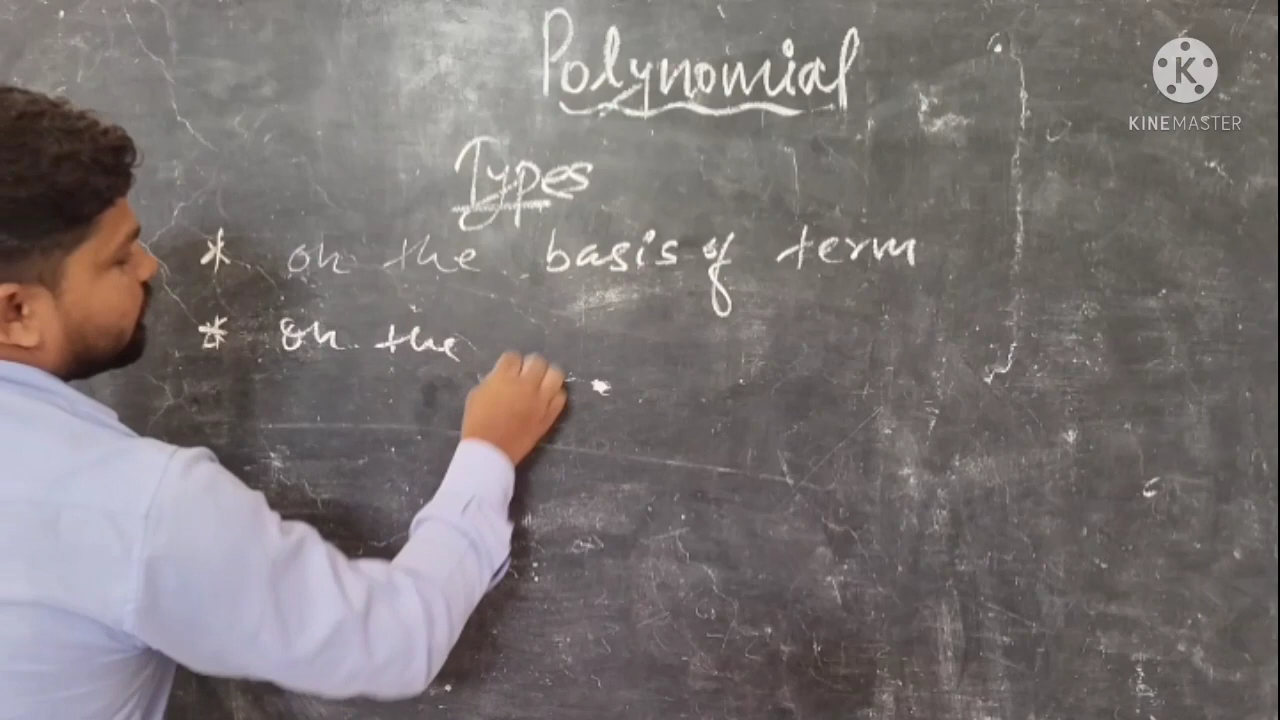 Polynomial
K
KINEMASTER
Types
* on the basis of term
* on the